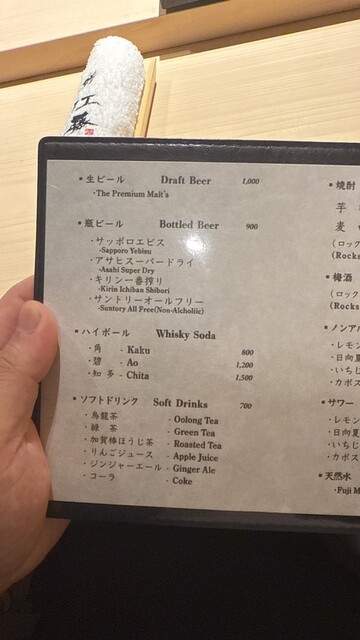 工藤
• 生ビール Draft Beer 1,000
・The Premium Malt's
• 瓶ビール Bottled Beer 900
・サッポロエビス
-Sapporo Yebisu
・アサヒスーパードライ
-Asahi Super Dry
・キリン一番搾り
-Kirin Ichiban Shibori
・サントリーオールフリー
-Suntory All Free(Non-Alcholiic)
• ハイボール Whisky Soda
・角 - Kaku 800
・碧 - Ao 1,200
・知多 - Chita 1,500
• ソフトドリンク Soft Drinks 700
・烏龍茶 - Oolong Tea
・緑茶 - Green Tea
・加賀棒ほうじ茶 - Roasted Tea
・りんごジュース - Apple Juice
・ジンジャーエール - Ginger Ale
・コーラ - Coke
• 焼酎
芋
麦
(ロック
(Rocks
• 梅酒
(ロック
(Rocks
• ノンアル
・レモン
・日向夏
・いちじ
・カボス
• サワー
・レモン
・日向夏
・いちじ
・カボス
天然水
・Fuji M